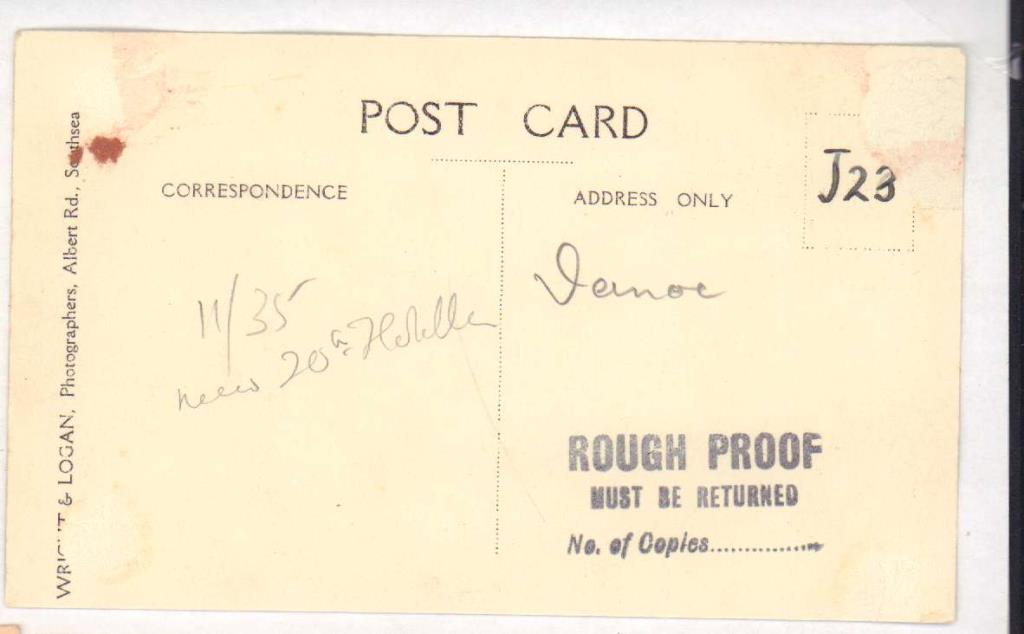 POST CARD
CORRESPONDENCE
ADDRESS ONLY
J23
WRIGHT & LOGAN, Photographers, Albert Rd., Southsea
11/35
20th
ROUGH PROOF
MUST BE RETURNED
No. of Copies...............